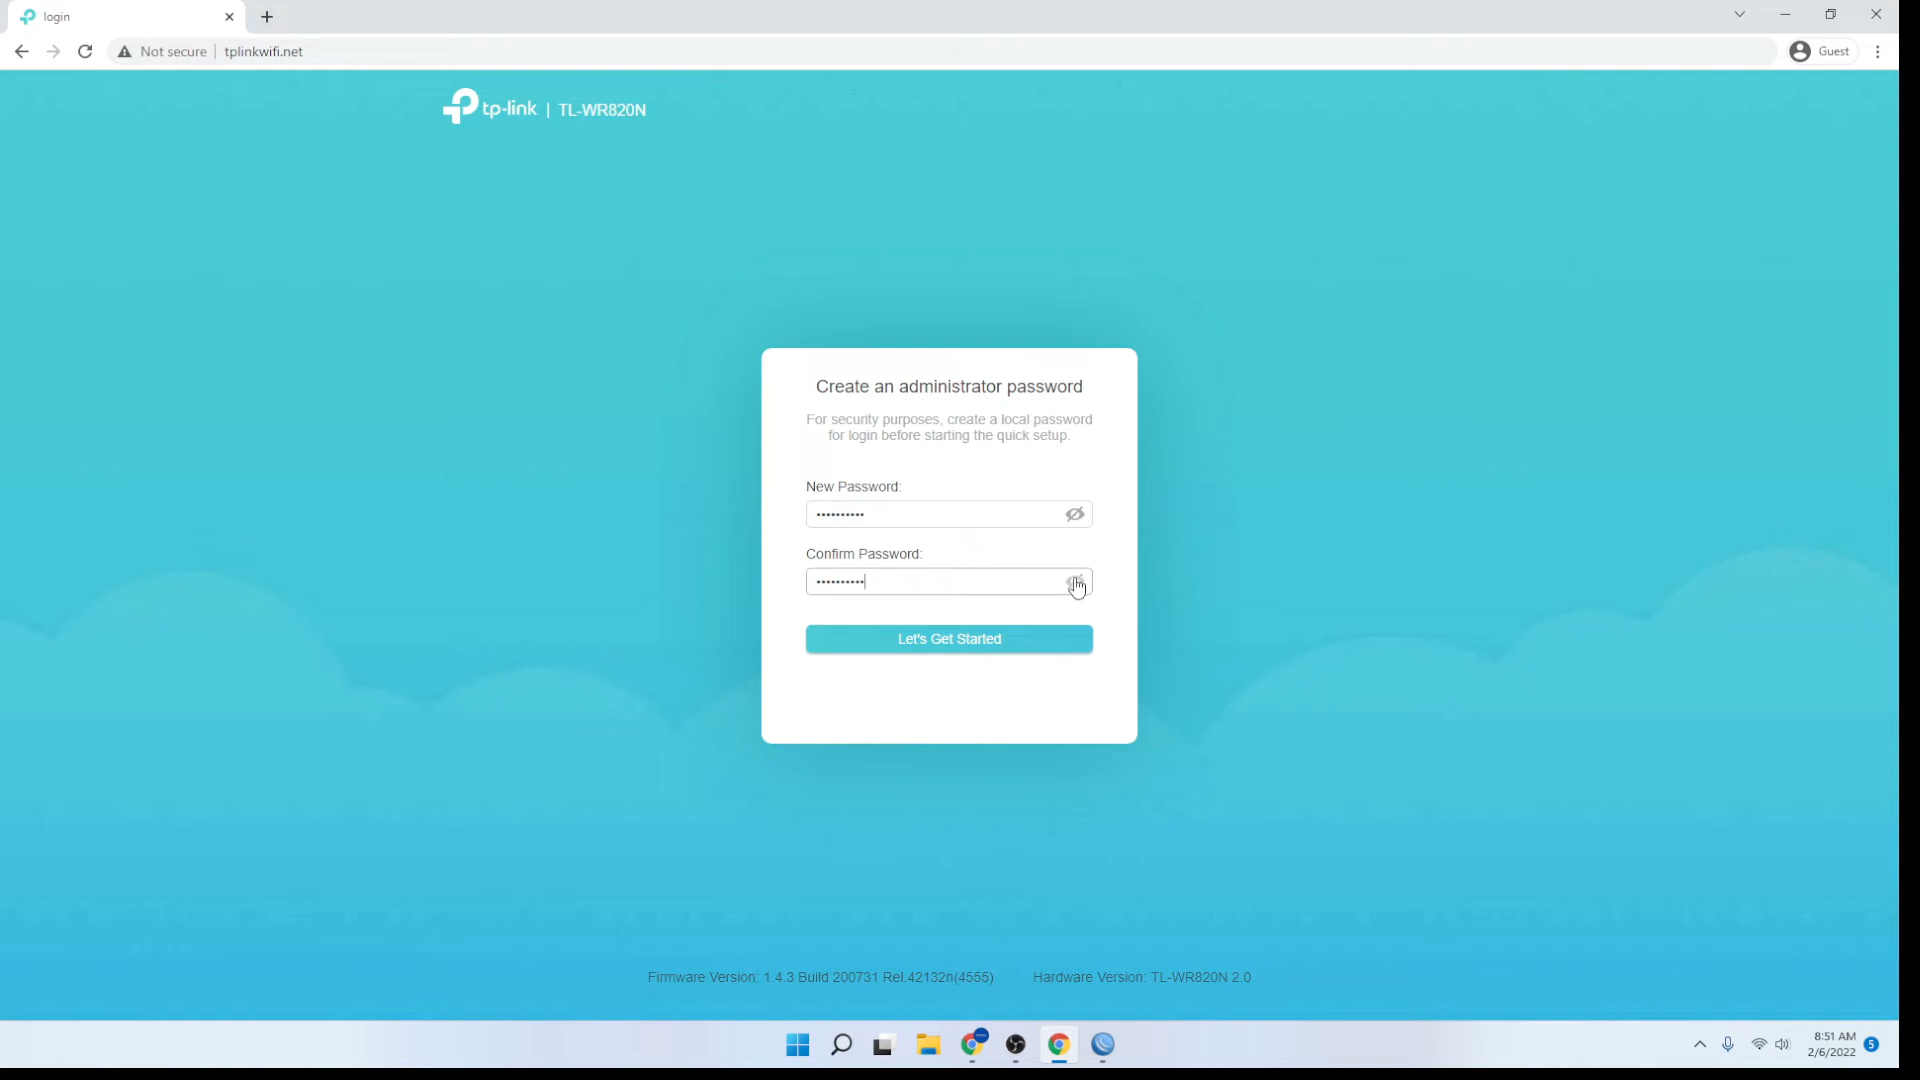 login
Not secure
tplinkwifi.net
Guest
tp-link | TL-WR820N
Create an administrator password
For security purposes, create a local password
for login before starting the quick setup.
New Password:
••••••••••
Confirm Password:
••••••••••
Let's Get Started
Firmware Version: 1.4.3 Build 200731 Rel.42132n(4555)
Hardware Version: TL-WR820N 2.0
8:51 AM
2/6/2022
5